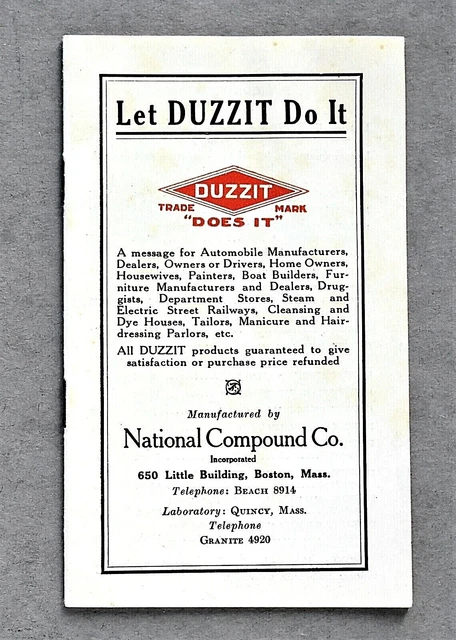 Let DUZZIT Do It
DUZZIT
TRADE MARK
"DOES IT"
A message for Automobile Manufacturers,
Dealers, Owners or Drivers, Home Owners,
Housewives, Painters, Boat Builders, Fur-
niture Manufacturers and Dealers, Drug-
gists, Department Stores, Steam and
Electric Street Railways, Cleansing and
Dye Houses, Tailors, Manicure and Hair-
dressing Parlors, etc.
All DUZZIT products guaranteed to give
satisfaction or purchase price refunded
Manufactured by
National Compound Co.
Incorporated
650 Little Building, Boston, Mass.
Telephone: BEACH 8914
Laboratory: QUINCY, MASS.
Telephone
GRANITE 4920